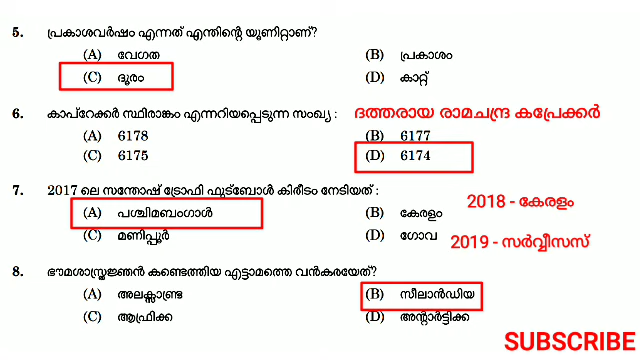 5. പ്രകാശവർഷം എന്നത് എന്തിന്റെ യൂണിറ്റാണ്?
(A) വേഗത (B) പ്രകാശം
(C) ദൂരം (D) കാറ്റ്
6. കാപ്റേക്കർ സ്ഥിരാങ്കം എന്നറിയപ്പെടുന്ന സംഖ്യ : ദത്തരായ രാമചന്ദ്ര കപ്രേക്കർ
(A) 6178 (B) 6177
(C) 6175 (D) 6174
7. 2017 ലെ സന്തോഷ് ട്രോഫി ഫുട്ബോൾ കിരീടം നേടിയത് :
(A) പശ്ചിമബംഗാൾ (B) കേരളം 2018 - കേരളം
(C) മണിപ്പൂർ (D) ഗോവ 2019 - സർവ്വീസസ്
8. ഭൗമശാസ്ത്രജ്ഞൻ കണ്ടെത്തിയ എട്ടാമത്തെ വൻകരയേത്?
(A) അലക്സാണ്ട്ര (B) സീലാൻഡിയ
(C) ആഫ്രിക്ക (D) അന്റാർട്ടിക്ക
SUBSCRIBE